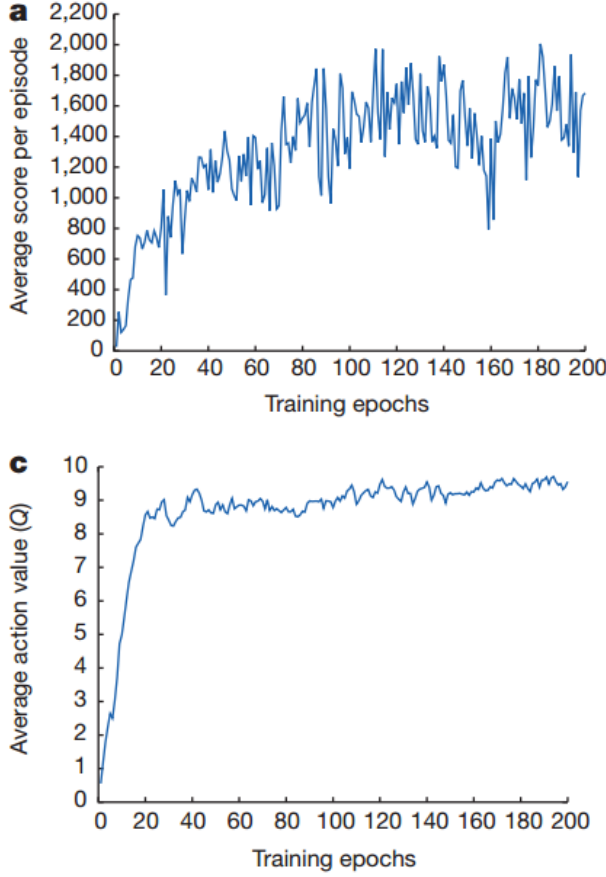 a
Average score per episode
2,200
2,000
1,800
1,600
1,400
1,200
1,000
800
600
400
200
0
0 20 40 60 80 100 120 140 160 180 200
Training epochs
c
Average action value (Q)
10
9
8
7
6
5
4
3
2
1
0
0 20 40 60 80 100 120 140 160 180 200
Training epochs